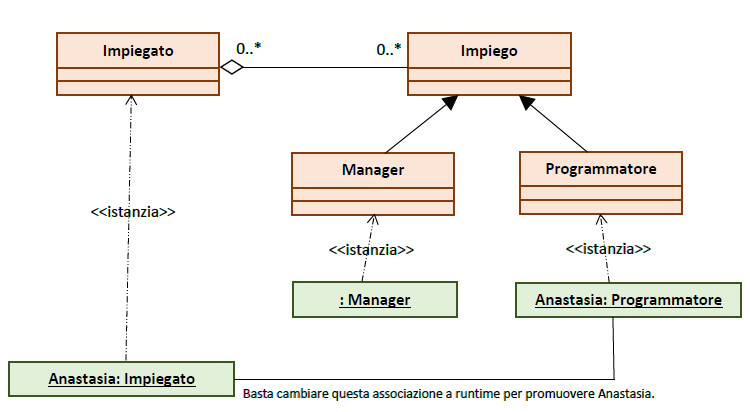 Impiegato
0..*
0..*
Impiego
Manager
Programmatore
<<istanzia>>
<<istanzia>>
<<istanzia>>
: Manager
Anastasia: Programmatore
Anastasia: Impiegato
Basta cambiare questa associazione a runtime per promuovere Anastasia.